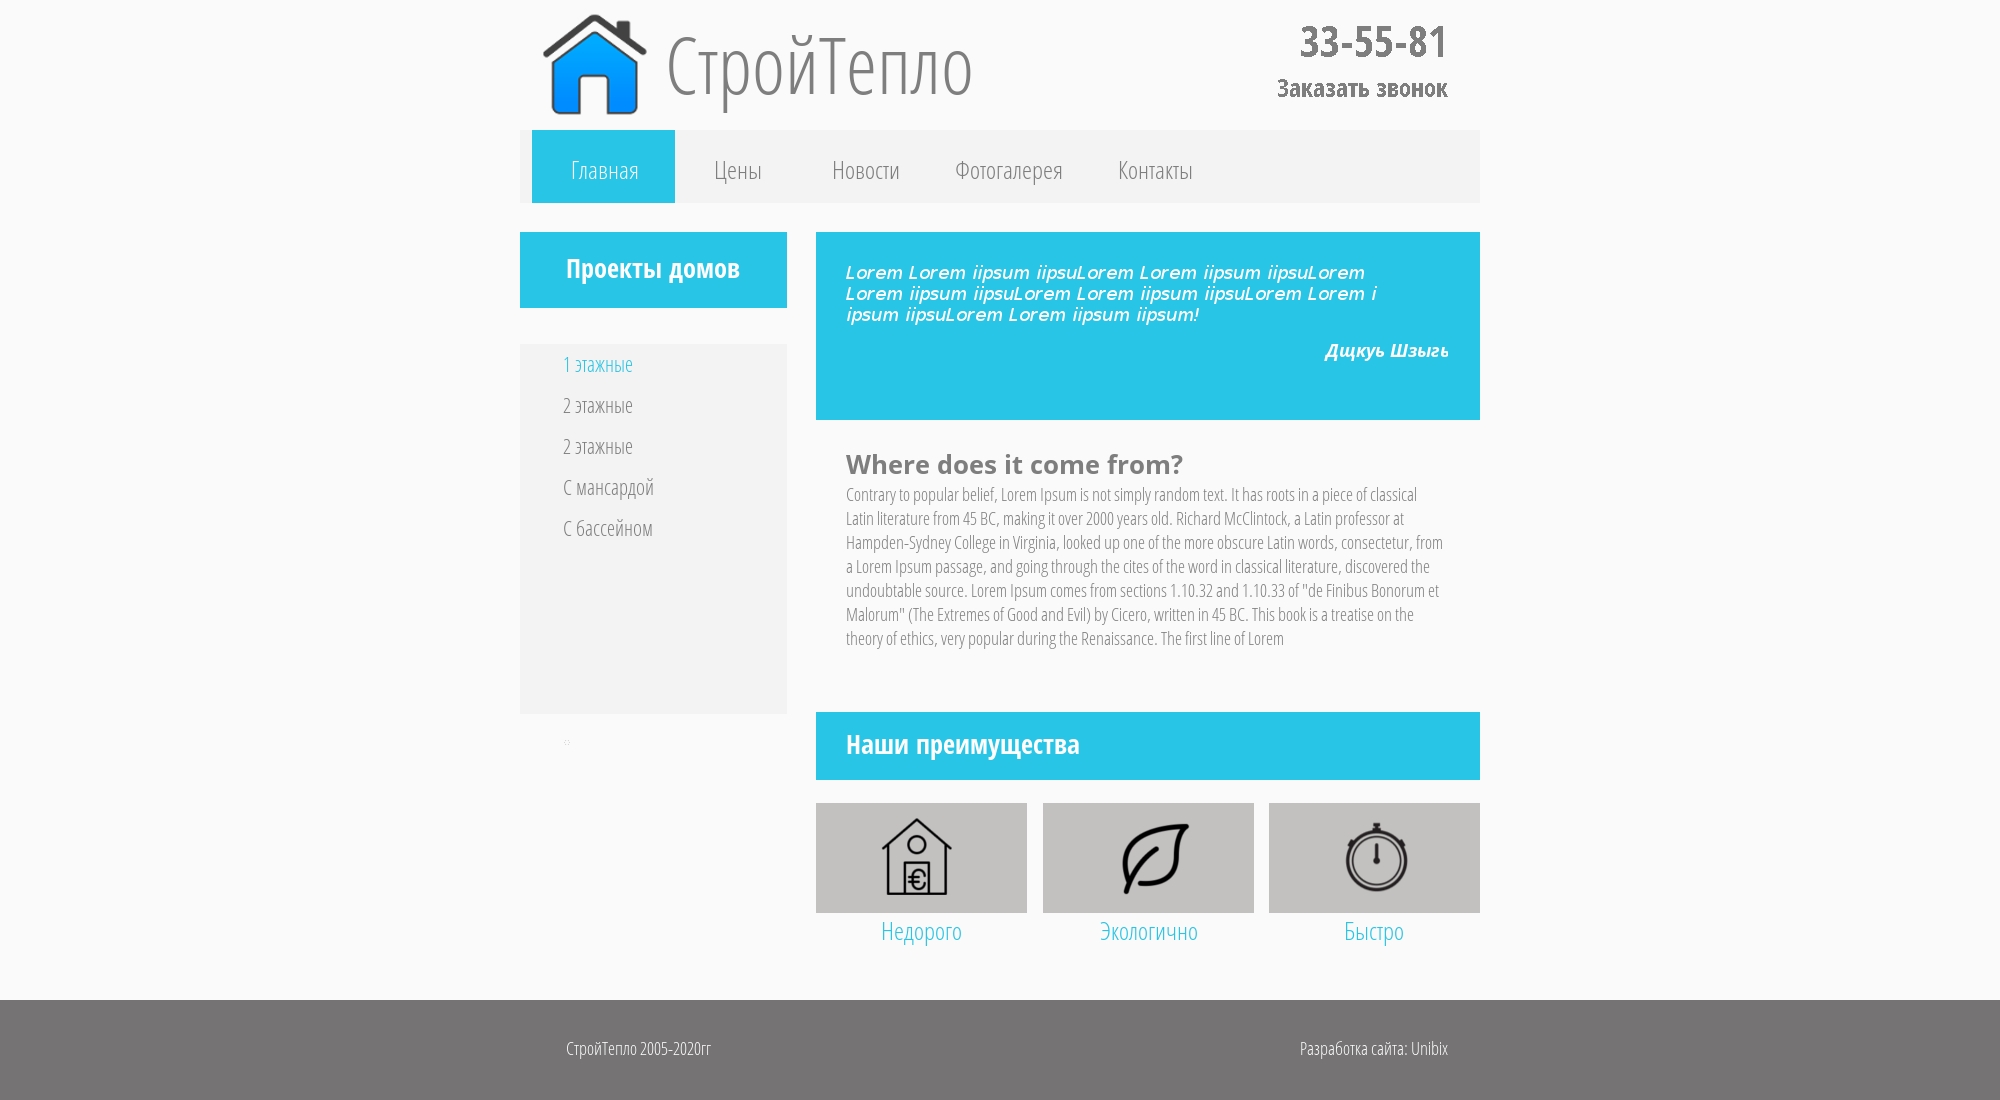 СтройТепло
33-55-81
Заказать звонок
Главная
Цены
Новости
Фотогалерея
Контакты
Проекты домов
1 этажные
2 этажные
2 этажные
С мансардой
С бассейном
Lorem Lorem iipsum iipsuLorem Lorem iipsum iipsuLorem
Lorem iipsum iipsuLorem Lorem iipsum iipsuLorem Lorem i
ipsum iipsuLorem Lorem iipsum iipsum!
Дщкуь Шзыгь
Where does it come from?
Contrary to popular belief, Lorem Ipsum is not simply random text. It has roots in a piece of classical
Latin literature from 45 BC, making it over 2000 years old. Richard McClintock, a Latin professor at
Hampden-Sydney College in Virginia, looked up one of the more obscure Latin words, consectetur, from
a Lorem Ipsum passage, and going through the cites of the word in classical literature, discovered the
undoubtable source. Lorem Ipsum comes from sections 1.10.32 and 1.10.33 of "de Finibus Bonorum et
Malorum" (The Extremes of Good and Evil) by Cicero, written in 45 BC. This book is a treatise on the
theory of ethics, very popular during the Renaissance. The first line of Lorem
Наши преимущества
€
Недорого
Экологично
Быстро
СтройТепло 2005-2020гг
Разработка сайта: Unibix